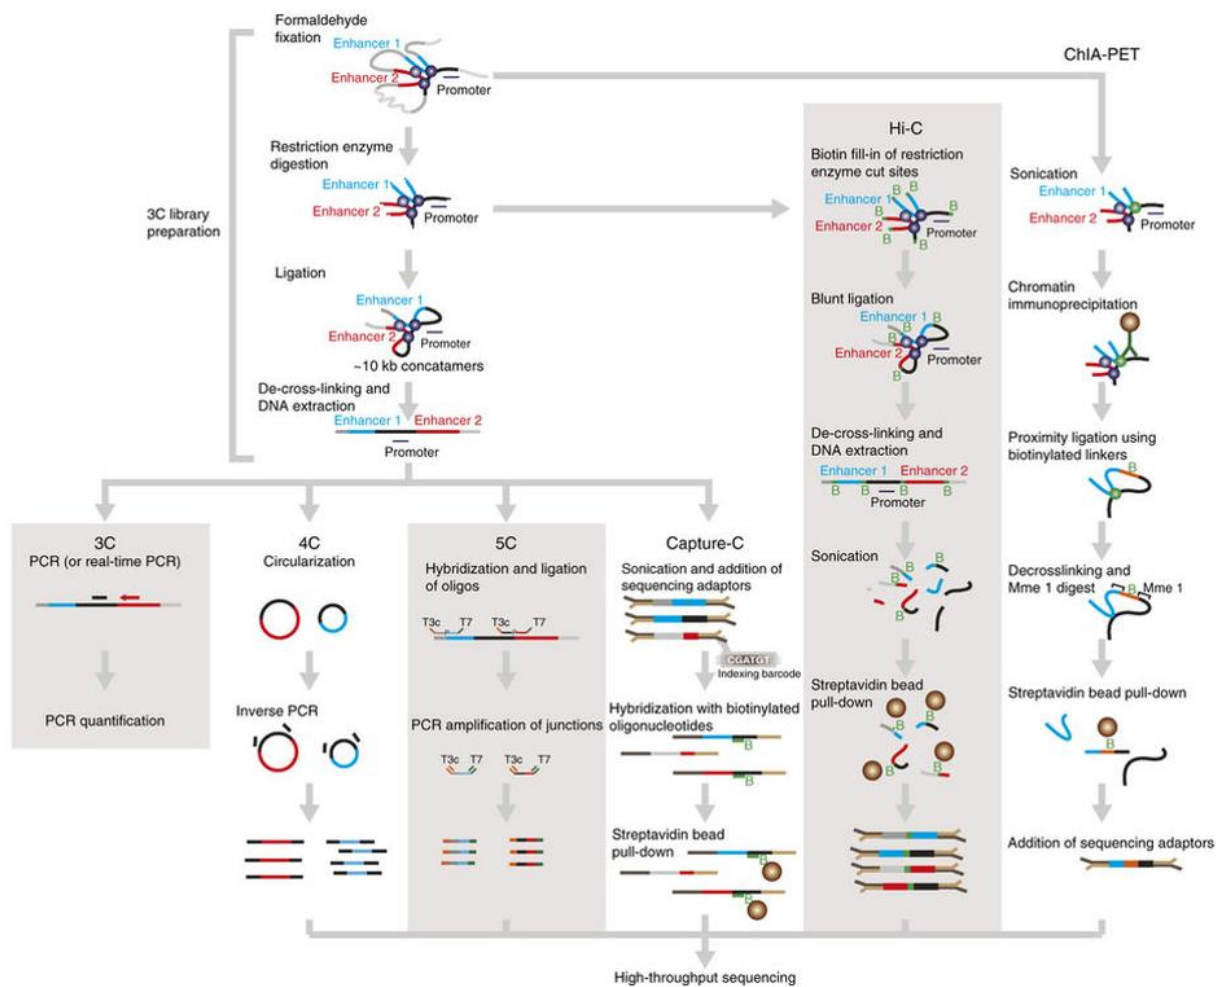 Formaldehyde
fixation
Enhancer 1
Enhancer 2
Promoter
Restriction enzyme
digestion
Enhancer 1
Enhancer 2
Promoter
3C library
preparation
Ligation
Enhancer 1
Enhancer 2
Promoter
~10 kb concatamers
De-cross-linking and
DNA extraction
Enhancer 1 Enhancer 2
Promoter
3C
PCR (or real-time PCR)
PCR quantification
4C
Circularization
Inverse PCR
5C
Hybridization and ligation
of oligos
T3c T7 T3c T7
PCR amplification of junctions
T3c T7 T3c T7
Capture-C
Sonication and addition of
sequencing adaptors
CGATGT
Indexing barcode
Hybridization with biotinylated
oligonucleotides
B
B
Streptavidin bead
pull-down
B
B
Hi-C
Biotin fill-in of restriction
enzyme cut sites
B B
Enhancer 1
B
Enhancer 2
B
Promoter
B
Blunt ligation
Enhancer 1 B
B
Enhancer 2
Promoter
B
De-cross-linking and
DNA extraction
Enhancer 1 Enhancer 2
B B B B
Promoter
Sonication
B B
B
B
Streptavidin bead
pull-down
B B
B
B
ChIA-PET
Sonication
Enhancer 1
Enhancer 2
Promoter
Chromatin
immunoprecipitation
Proximity ligation using
biotinylated linkers
B
Decrosslinking and
Mme 1 digest
B Mme 1
Streptavidin bead pull-down
B
Addition of sequencing adaptors
High-throughput sequencing